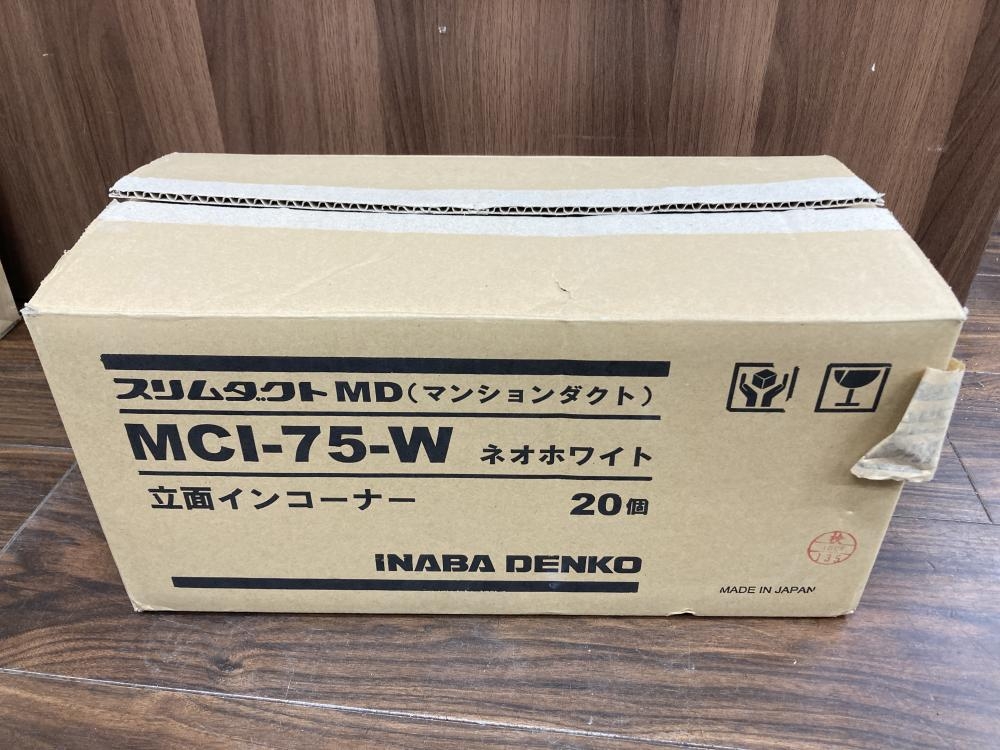 スリムダクトMD(マンションダクト)
MCI-75-W ネオホワイト
立面インコーナー 20個
INABA DENKO
MADE IN JAPAN